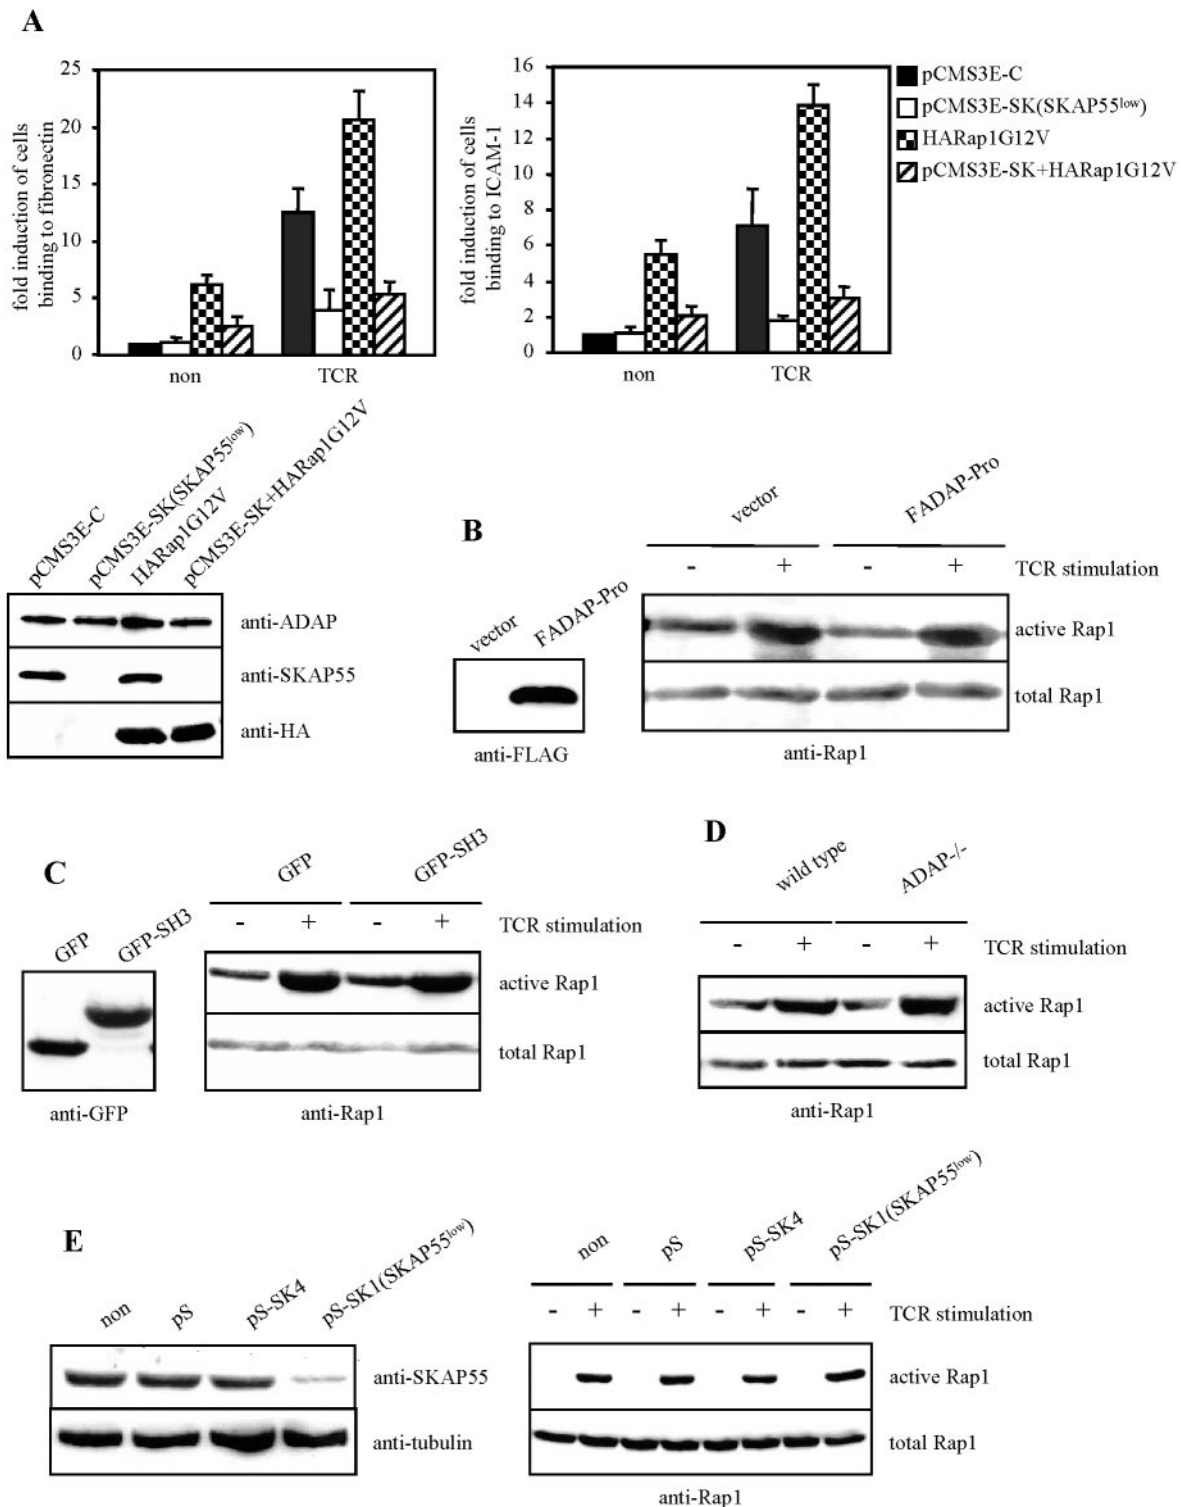 A
25
20
15
10
5
0
fold induction of cells
binding to fibronectin
non
TCR
16
14
12
10
8
6
4
2
0
fold induction of cells
binding to ICAM-1
non
TCR
pCMS3E-C
pCMS3E-SK(SKAP55low)
HARap1G12V
pCMS3E-SK+HARap1G12V
pCMS3E-C
pCMS3E-SK(SKAP55low)
HARap1G12V
pCMS3E-SK+HARap1G12V
anti-ADAP
anti-SKAP55
anti-HA
B
vector
FADAP-Pro
anti-FLAG
vector
FADAP-Pro
- + - + TCR stimulation
active Rap1
total Rap1
anti-Rap1
C
GFP
GFP-SH3
anti-GFP
GFP
GFP-SH3
- + - + TCR stimulation
active Rap1
total Rap1
anti-Rap1
D
wild type
ADAP-/-
- + - + TCR stimulation
active Rap1
total Rap1
anti-Rap1
E
non
pS
pS-SK4
pS-SK1(SKAP55low)
anti-SKAP55
anti-tubulin
non
pS
pS-SK4
pS-SK1(SKAP55low)
- + - + - + - + TCR stimulation
active Rap1
total Rap1
anti-Rap1